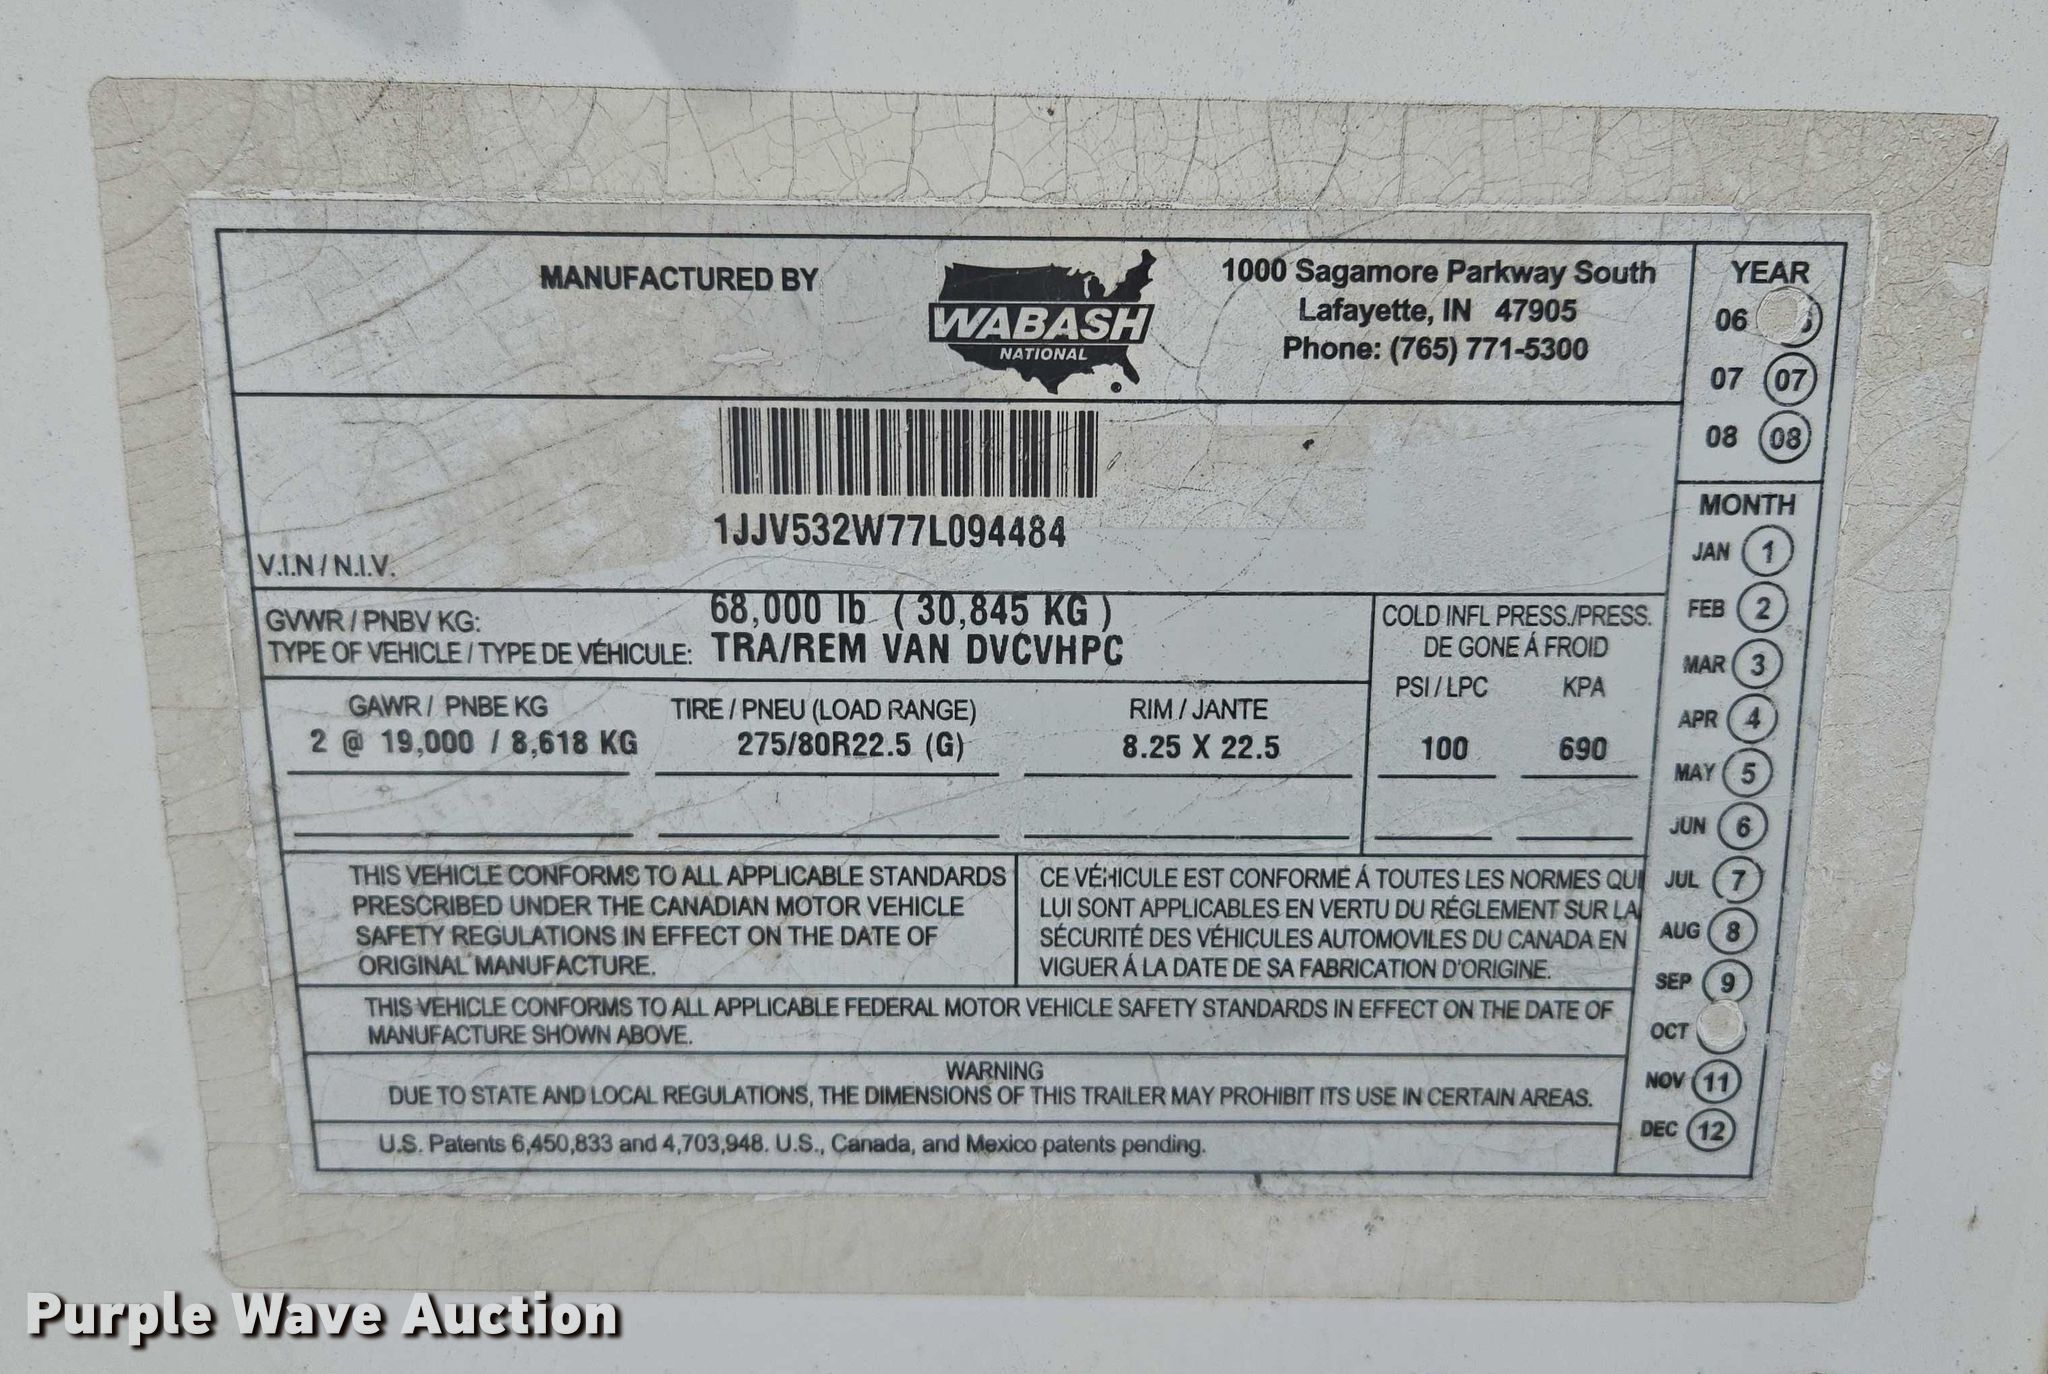 MANUFACTURED BY
WABASH
NATIONAL
®
1000 Sagamore Parkway South
Lafayette, IN 47905
Phone: (765) 771-5300
YEAR
06
07 07
08 08
1JJV532W77L094484
V.I.N / N.I.V.
GVWR / PNBV KG: 68,000 lb ( 30,845 KG )
TYPE OF VEHICLE / TYPE DE VÉHICULE: TRA/REM VAN DVCVHPC
COLD INFL PRESS./PRESS.
DE GONE Á FROID
PSI / LPC KPA
100 690
GAWR / PNBE KG TIRE / PNEU (LOAD RANGE) RIM / JANTE
2 @ 19,000 / 8,618 KG 275/80R22.5 (G) 8.25 X 22.5
MONTH
JAN 1
FEB 2
MAR 3
APR 4
MAY 5
JUN 6
JUL 7
AUG 8
SEP 9
OCT
NOV 11
DEC 12
THIS VEHICLE CONFORMS TO ALL APPLICABLE STANDARDS
PRESCRIBED UNDER THE CANADIAN MOTOR VEHICLE
SAFETY REGULATIONS IN EFFECT ON THE DATE OF
ORIGINAL MANUFACTURE.
CE VÉHICULE EST CONFORME Á TOUTES LES NORMES QUI
LUI SONT APPLICABLES EN VERTU DU RÉGLEMENT SUR LA
SÉCURITÉ DES VÉHICULES AUTOMOVILES DU CANADA EN
VIGUER Á LA DATE DE SA FABRICATION D'ORIGINE.
THIS VEHICLE CONFORMS TO ALL APPLICABLE FEDERAL MOTOR VEHICLE SAFETY STANDARDS IN EFFECT ON THE DATE OF
MANUFACTURE SHOWN ABOVE.
WARNING
DUE TO STATE AND LOCAL REGULATIONS, THE DIMENSIONS OF THIS TRAILER MAY PROHIBIT ITS USE IN CERTAIN AREAS.
U.S. Patents 6,450,833 and 4,703,948. U.S., Canada, and Mexico patents pending.
Purple Wave Auction